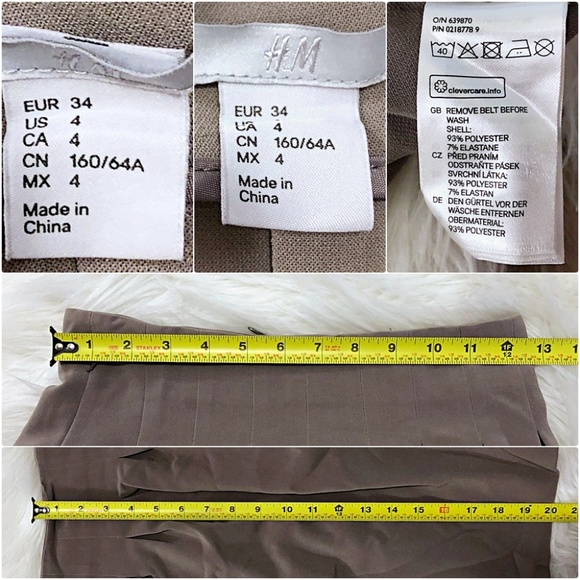 H&M
EUR 34
US 4
CA 4
CN 160/64A
MX 4
Made in
China
H&M
EUR 34
CA 4
CN 160/64A
MX 4
Made in
China
O/N 639870
P/N 0218778 9
40
clevercare.info
GB REMOVE BELT BEFORE
WASH
SHELL:
93% POLYESTER
7% ELASTANE
CZ PŘED PRANÍM
ODSTRAŇTE PÁSEK
SVRCHNÍ LÁTKA:
93% POLYESTER
7% ELASTAN
DE DEN GÜRTEL VOR DER
WÄSCHE ENTFERNEN
OBERMATERIAL:
93% POLYESTER
1 2 STANLEY 3 4 5 6 7 8 9 10 11 12 13
1 2 3 4 5 6 7 8 9 10 11 12 13 14 15 16 17 18 19 20 21